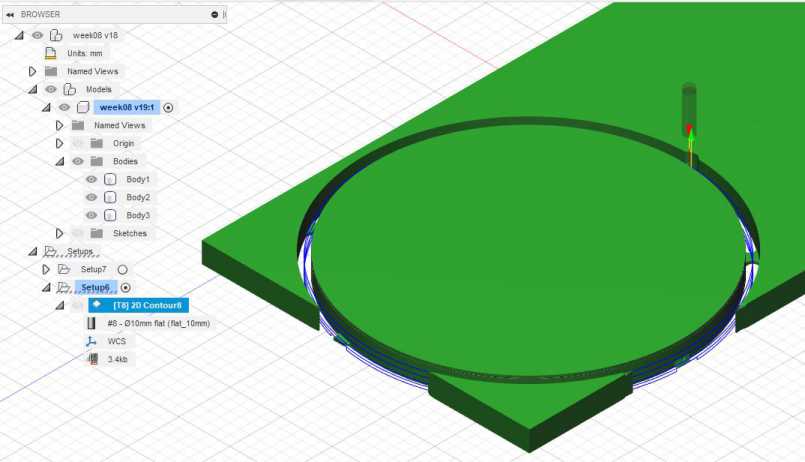 BROWSER
week08 v18
Units: mm
Named Views
Models
week08 v19:1
Named Views
Origin
Bodies
Body1
Body2
Body3
Sketches
Setups
Setup7
Setup6
[T8] 2D Contour8
#8 - Ø10mm flat (flat_10mm)
WCS
3.4kb